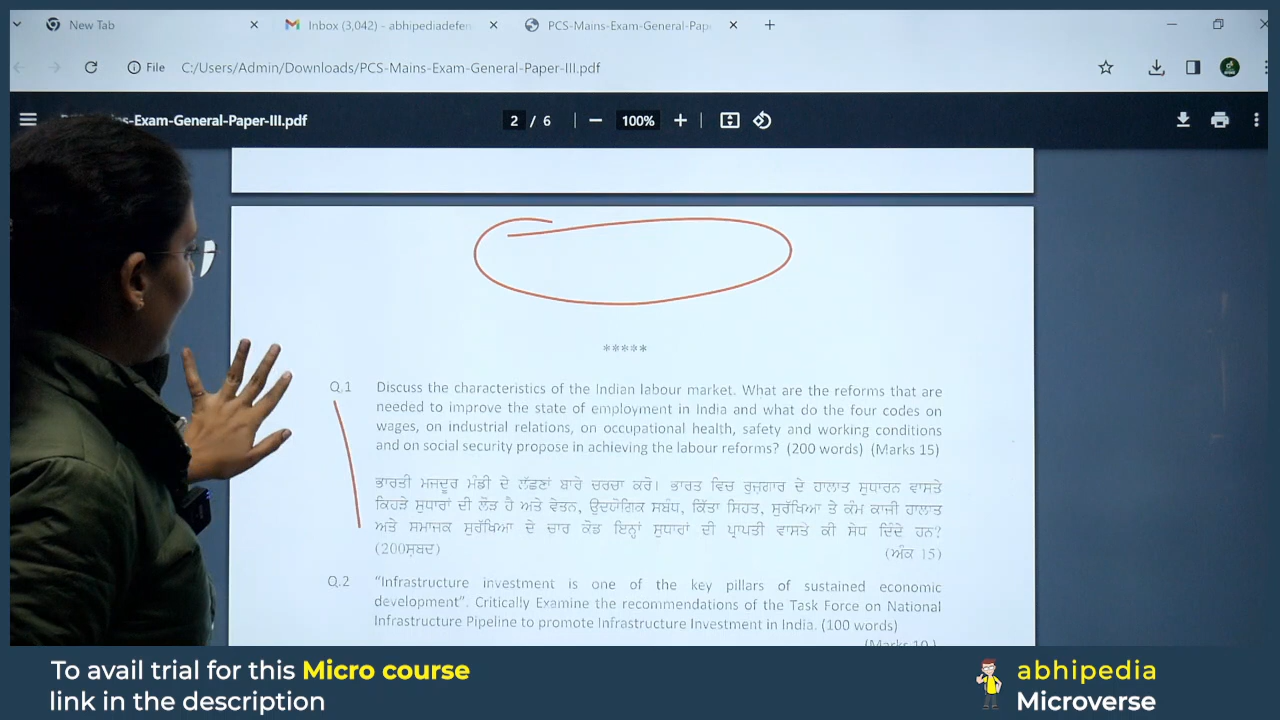 New Tab
Inbox (3,042) - abhipediadefen
PCS-Mains-Exam-General-Pape
File C:/Users/Admin/Downloads/PCS-Mains-Exam-General-Paper-III.pdf
-Exam-General-Paper-III.pdf
2 / 6
100%
*****
Q.1 Discuss the characteristics of the Indian labour market. What are the reforms that are
needed to improve the state of employment in India and what do the four codes on
wages, on industrial relations, on occupational health, safety and working conditions
and on social security propose in achieving the labour reforms? (200 words) (Marks 15)
ਭਾਰਤੀ ਮਜਦੂਰ ਮੰਡੀ ਦੇ ਲੱਛਣਾਂ ਬਾਰੇ ਚਰਚਾ ਕਰੋ। ਭਾਰਤ ਵਿਚ ਰੁਜ਼ਗਾਰ ਦੇ ਹਾਲਾਤ ਸੁਧਾਰਨ ਵਾਸਤੇ
ਕਿਹੜੇ ਸੁਧਾਰਾਂ ਦੀ ਲੋੜ ਹੈ ਅਤੇ ਵੇਤਨ, ਉਦਯੋਗਿਕ ਸਬੰਧ, ਕਿੱਤਾ ਸਿਹਤ, ਸੁਰੱਖਿਆ ਤੇ ਕੰਮ ਕਾਜੀ ਹਾਲਾਤ
ਅਤੇ ਸਮਾਜਕ ਸੁਰੱਖਿਆ ਦੇ ਚਾਰ ਕੋਡ ਇਨ੍ਹਾਂ ਸੁਧਾਰਾਂ ਦੀ ਪ੍ਰਾਪਤੀ ਵਾਸਤੇ ਕੀ ਸੇਧ ਦਿੰਦੇ ਹਨ?
(200ਸ਼ਬਦ) (ਅੰਕ 15)
Q.2 "Infrastructure investment is one of the key pillars of sustained economic
development". Critically Examine the recommendations of the Task Force on National
Infrastructure Pipeline to promote Infrastructure Investment in India. (100 words)
(Marks 10 )
To avail trial for this Micro course
link in the description
abhipedia
Microverse